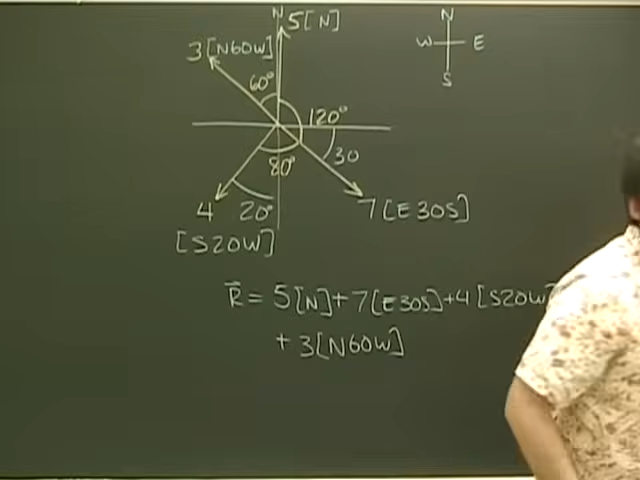 N
5[N]
3[N60W]
60°
120°
30
80°
20°
4
[S20W]
7[E30S]
N
W E
S
R⃗ = 5[N]+7[E30S]+4[S20W]
+ 3[N60W]